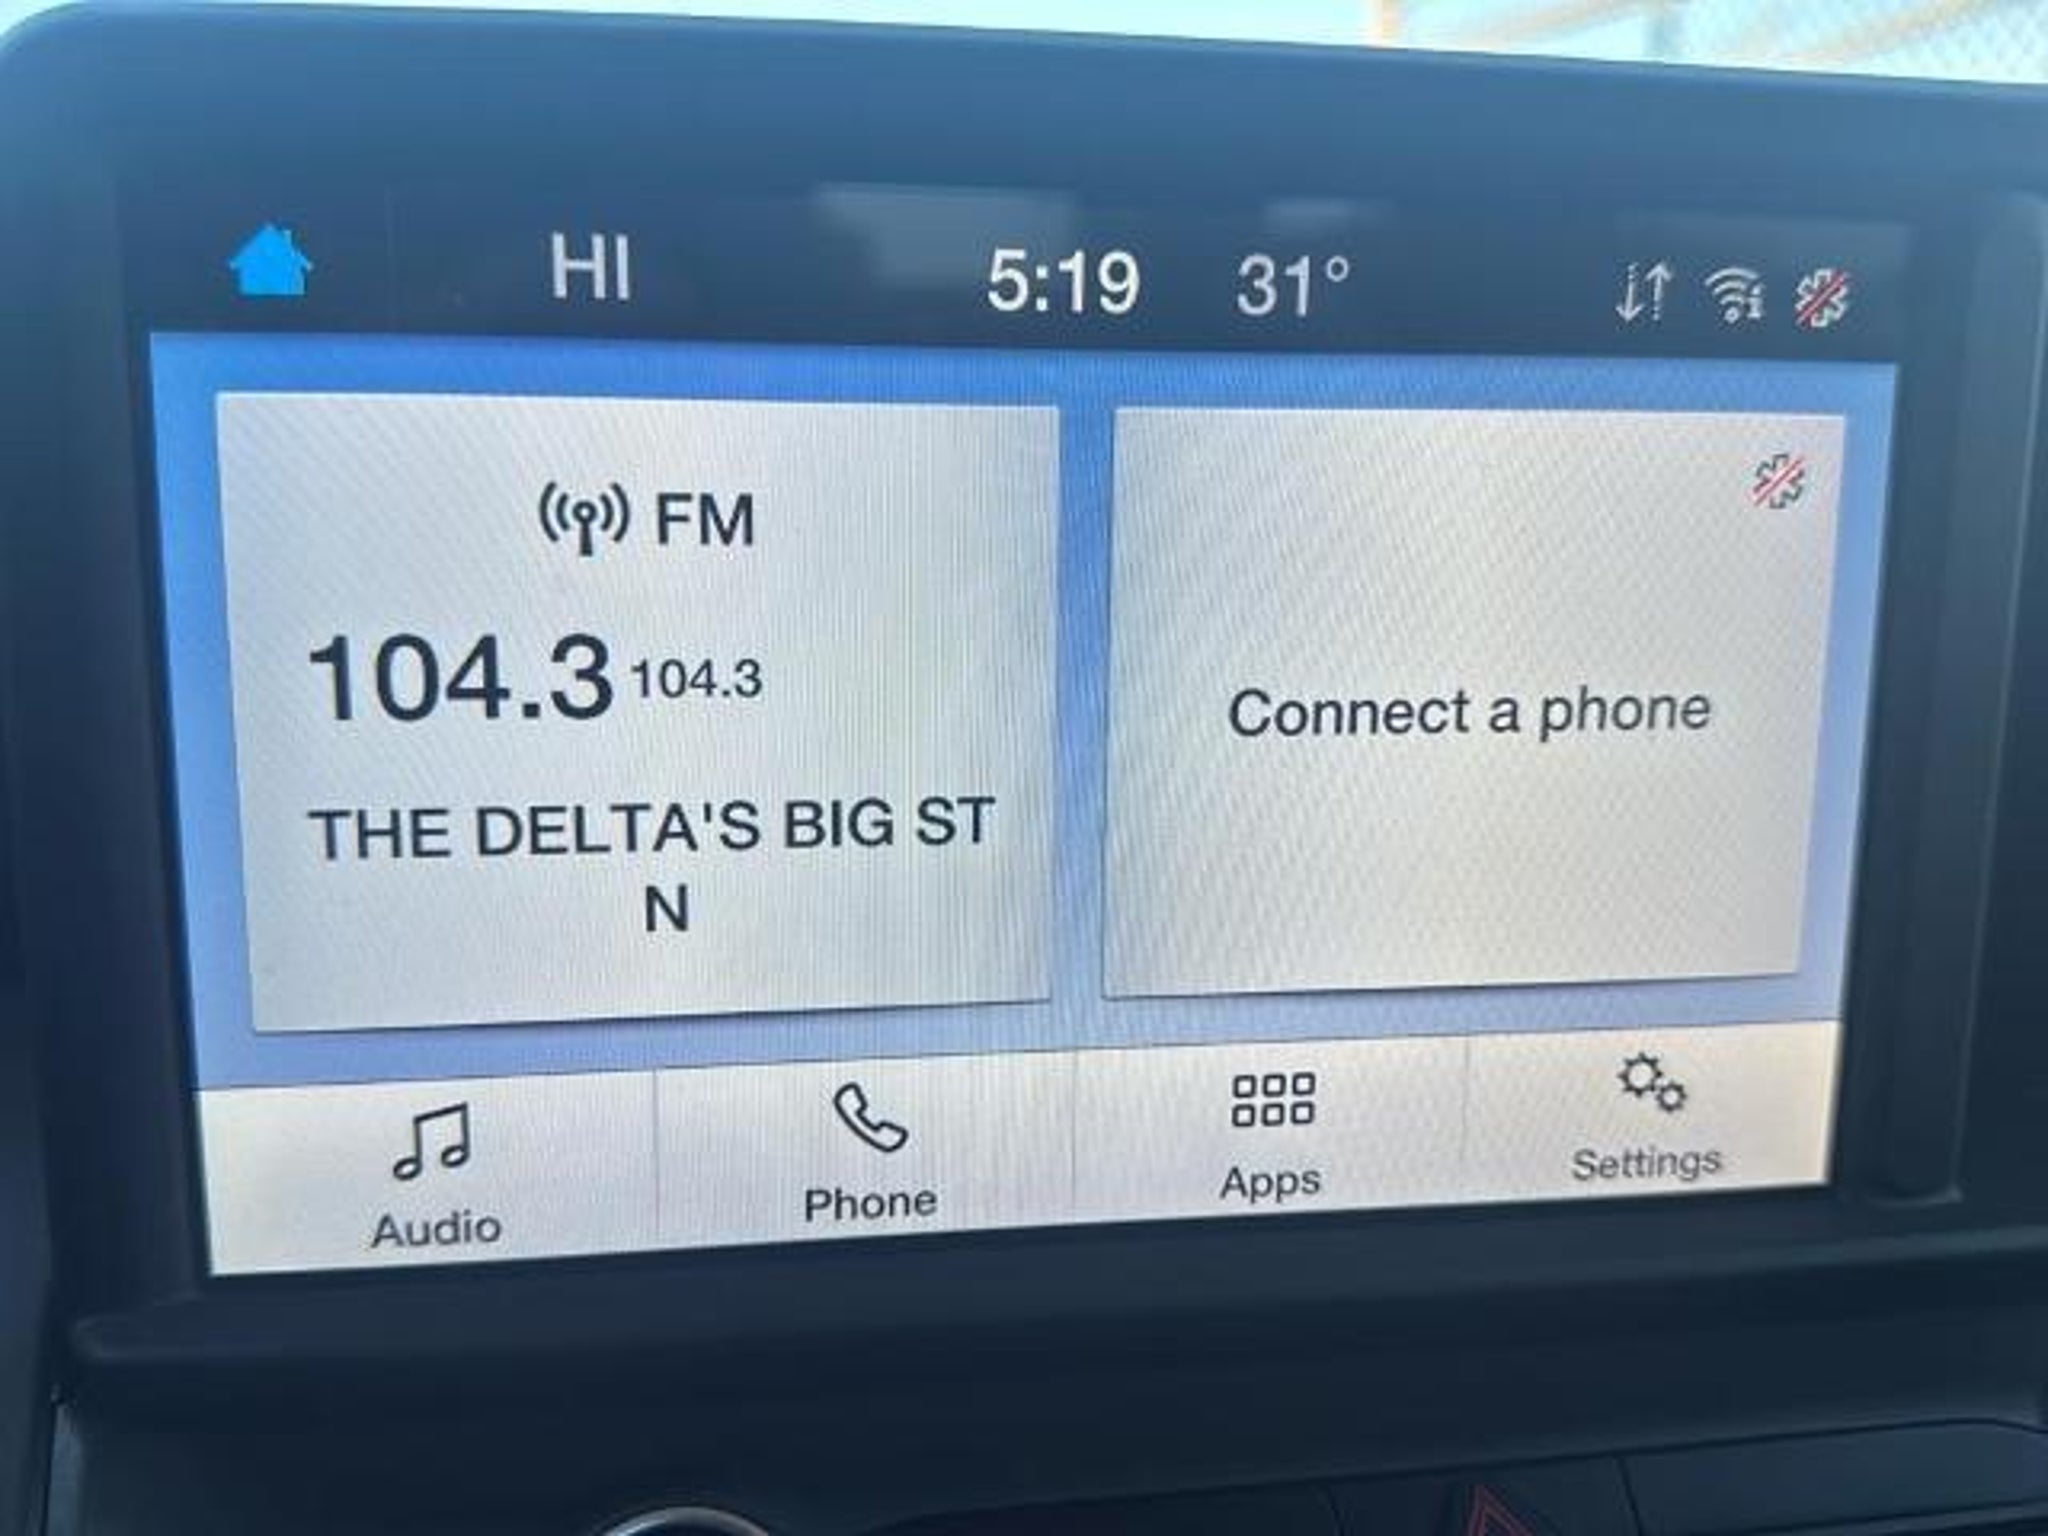 HI 5:19 31°
FM
104.3 104.3
THE DELTA'S BIG ST
N
Connect a phone
Audio Phone Apps Settings